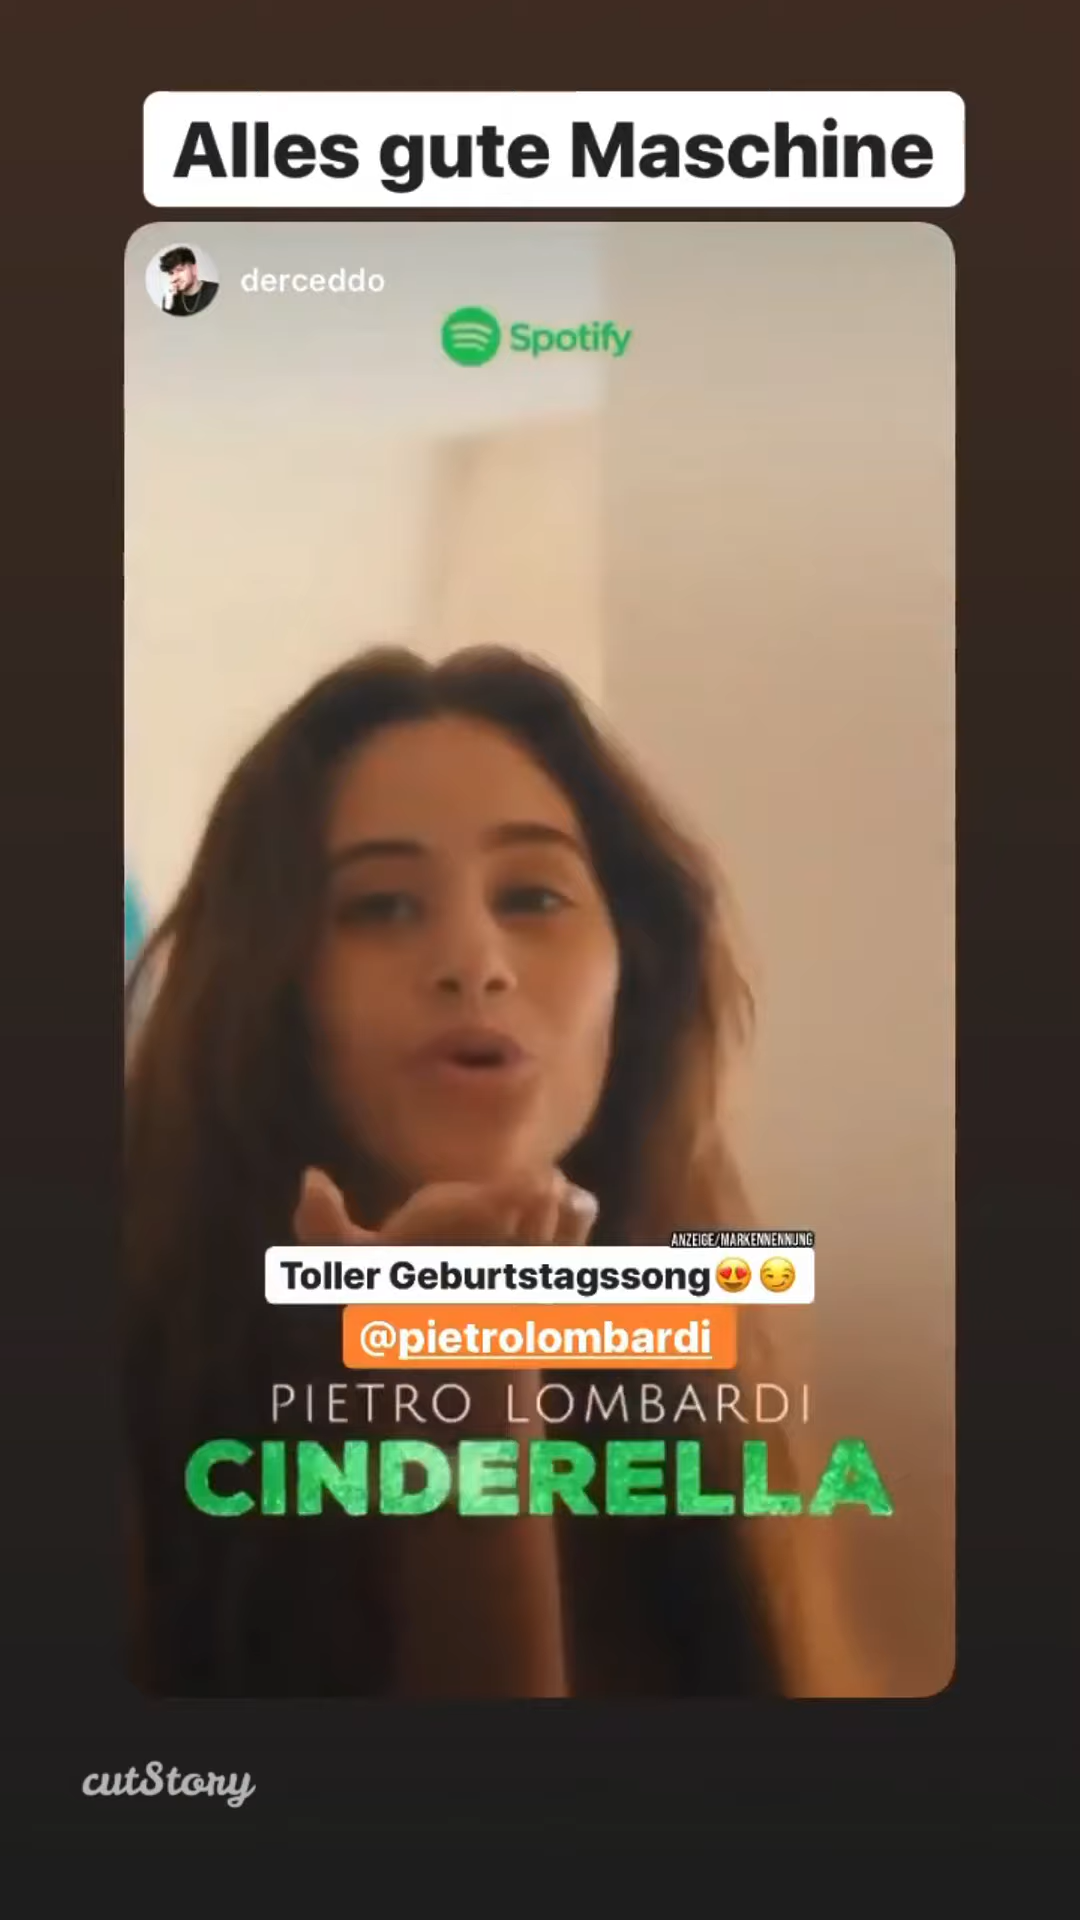 Alles gute Maschine
derceddo
Spotify
ANZEIGE/MARKENNENNUNG
Toller Geburtstagssong😍😏
@pietrolombardi
PIETRO LOMBARDI
CINDERELLA
cutStory